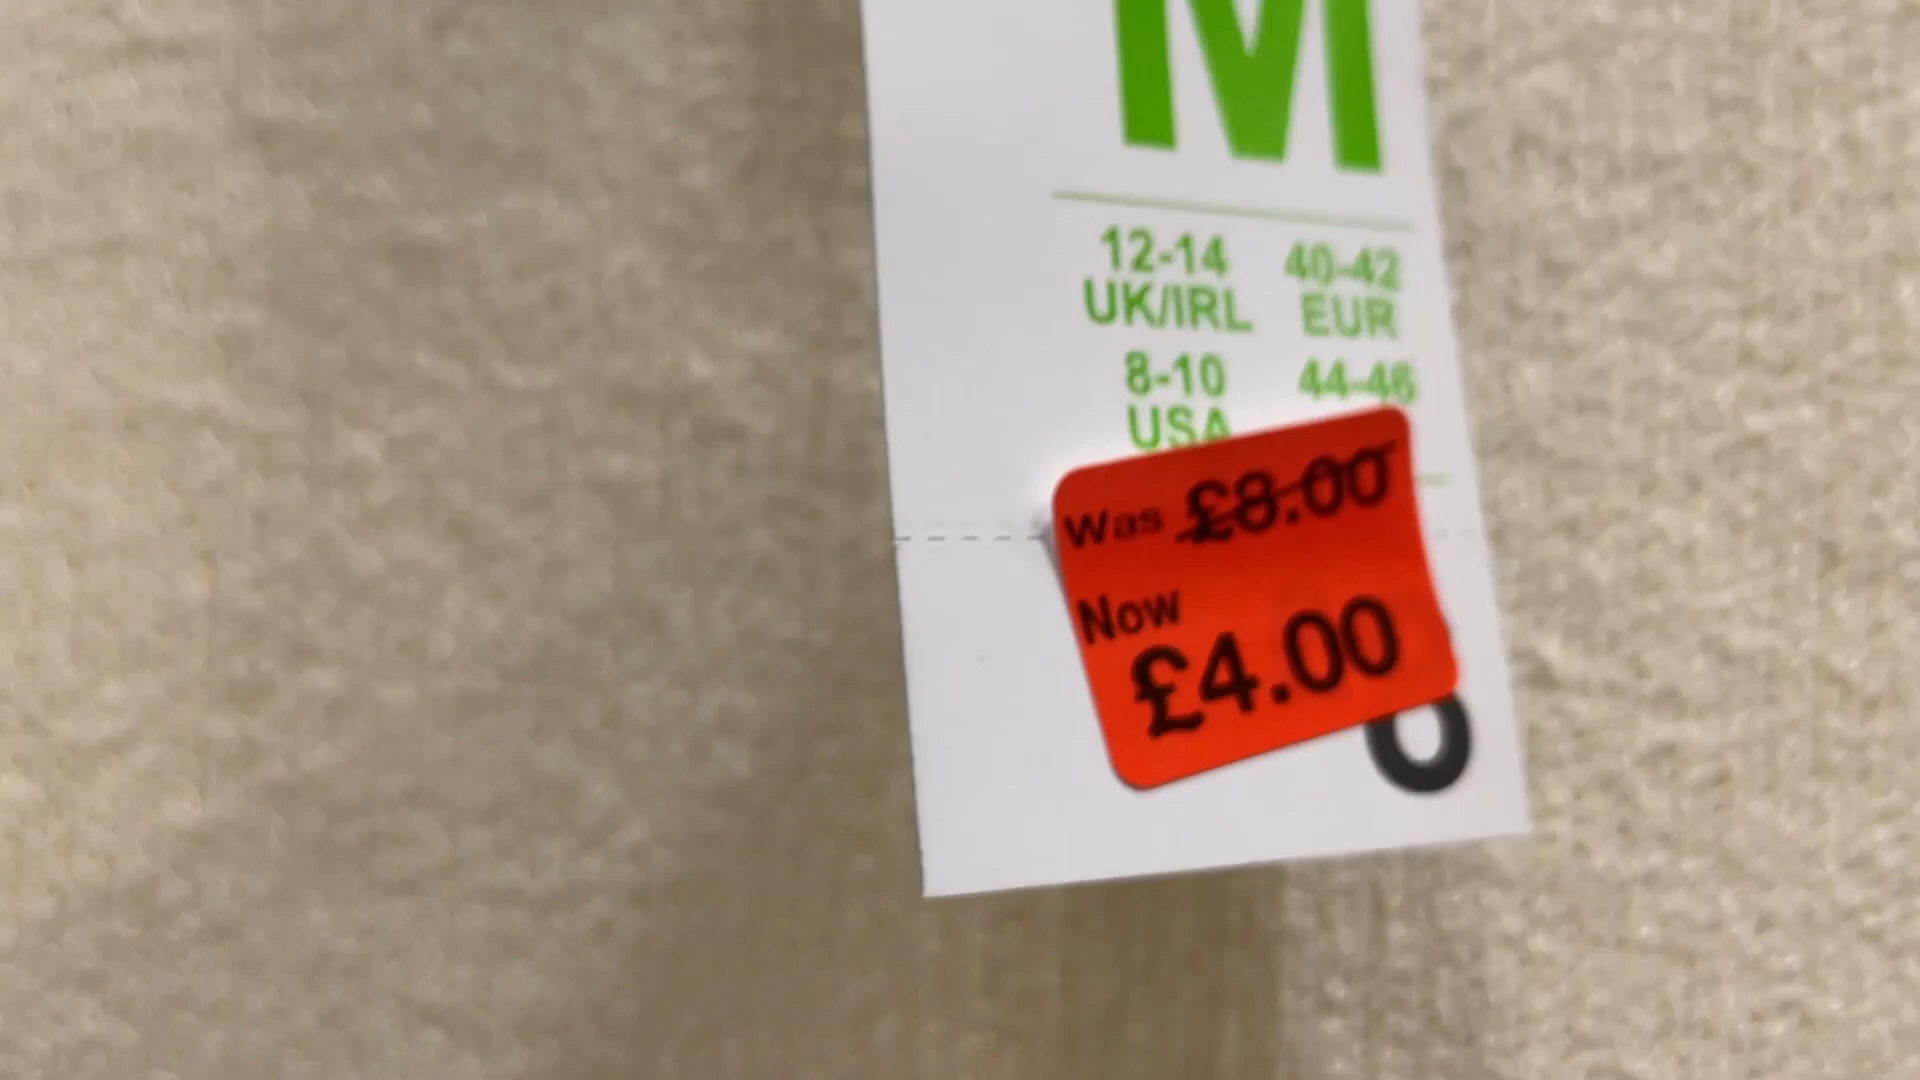 M
12-14 40-42
UK/IRL EUR
8-10 44-46
USA
Was £8.00
Now
£4.00